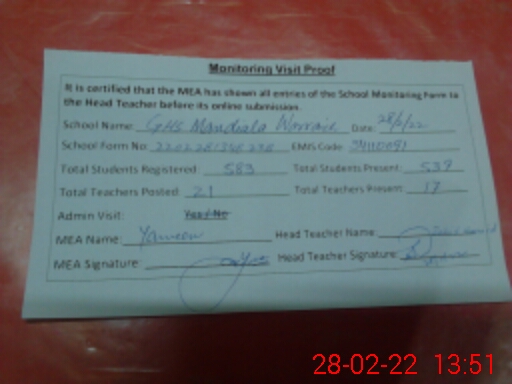 Monitoring Visit Proof
It is certified that the MEA has shown all entries of the School Monitoring Form to
the Head Teacher before its online submission.
School Name: GHS Mandiala Warraich Date: 28/2/22
School Form No: EMIS Code:
Total Students Registered: 583 Total Students Present: 539
Total Teachers Posted: 21 Total Teachers Present: 17
Admin Visit: Yes / No
MEA Name: Yameen Head Teacher Name:
MEA Signature: Head Teacher Signature:
28-02-22 13:51